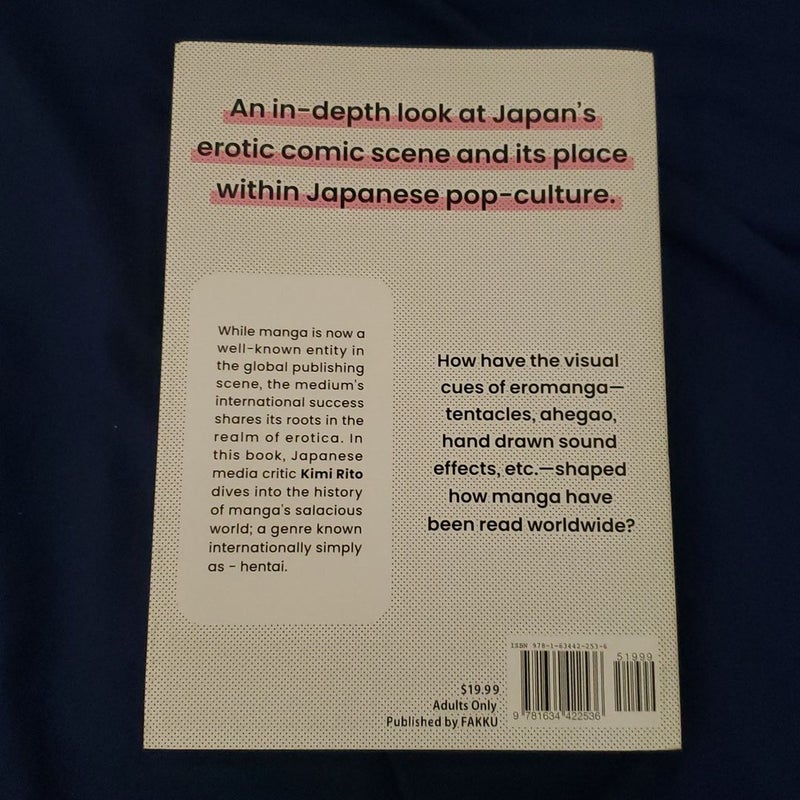 An in-depth look at Japan's
erotic comic scene and its place
within Japanese pop-culture.
While manga is now a
well-known entity in
the global publishing
scene, the medium's
international success
shares its roots in the
realm of erotica. In
this book, Japanese
media critic Kimi Rito
dives into the history
of manga's salacious
world; a genre known
internationally simply
as - hentai.
How have the visual
cues of eromanga—
tentacles, ahegao,
hand drawn sound
effects, etc.—shaped
how manga have
been read worldwide?
$19.99
Adults Only
Published by FAKKU
ISBN 978-1-63442-253-6
51999
9 781634 422536